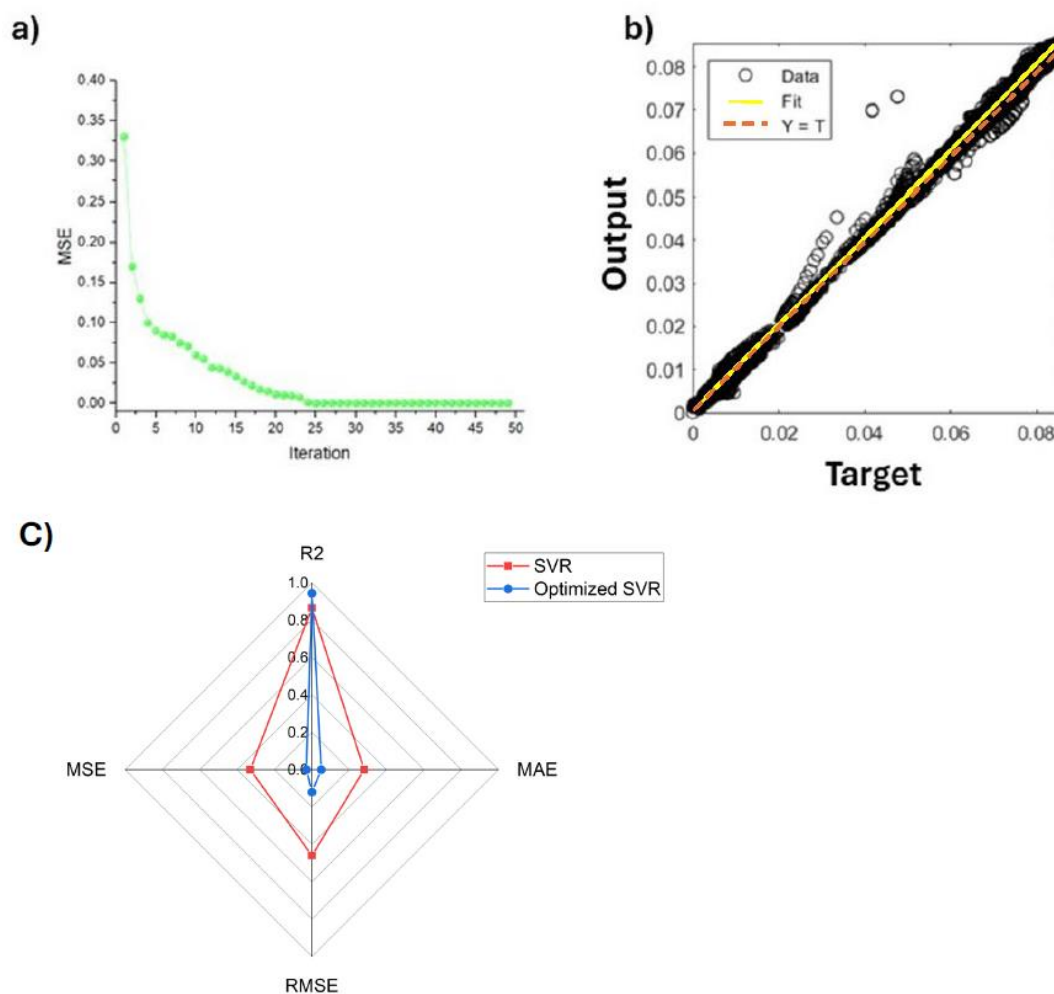 a)
0.40
0.35
0.30
0.25
0.20
0.15
0.10
0.05
0.00
MSE
0 5 10 15 20 25 30 35 40 45 50
Iteration
b)
0.08
0.07
0.06
0.05
0.04
0.03
0.02
0.01
0
Output
Data
Fit
Y = T
0 0.02 0.04 0.06 0.08
Target
C)
R2
SVR
Optimized SVR
1.0
0.8
0.6
0.4
0.2
0.0
MSE
MAE
RMSE